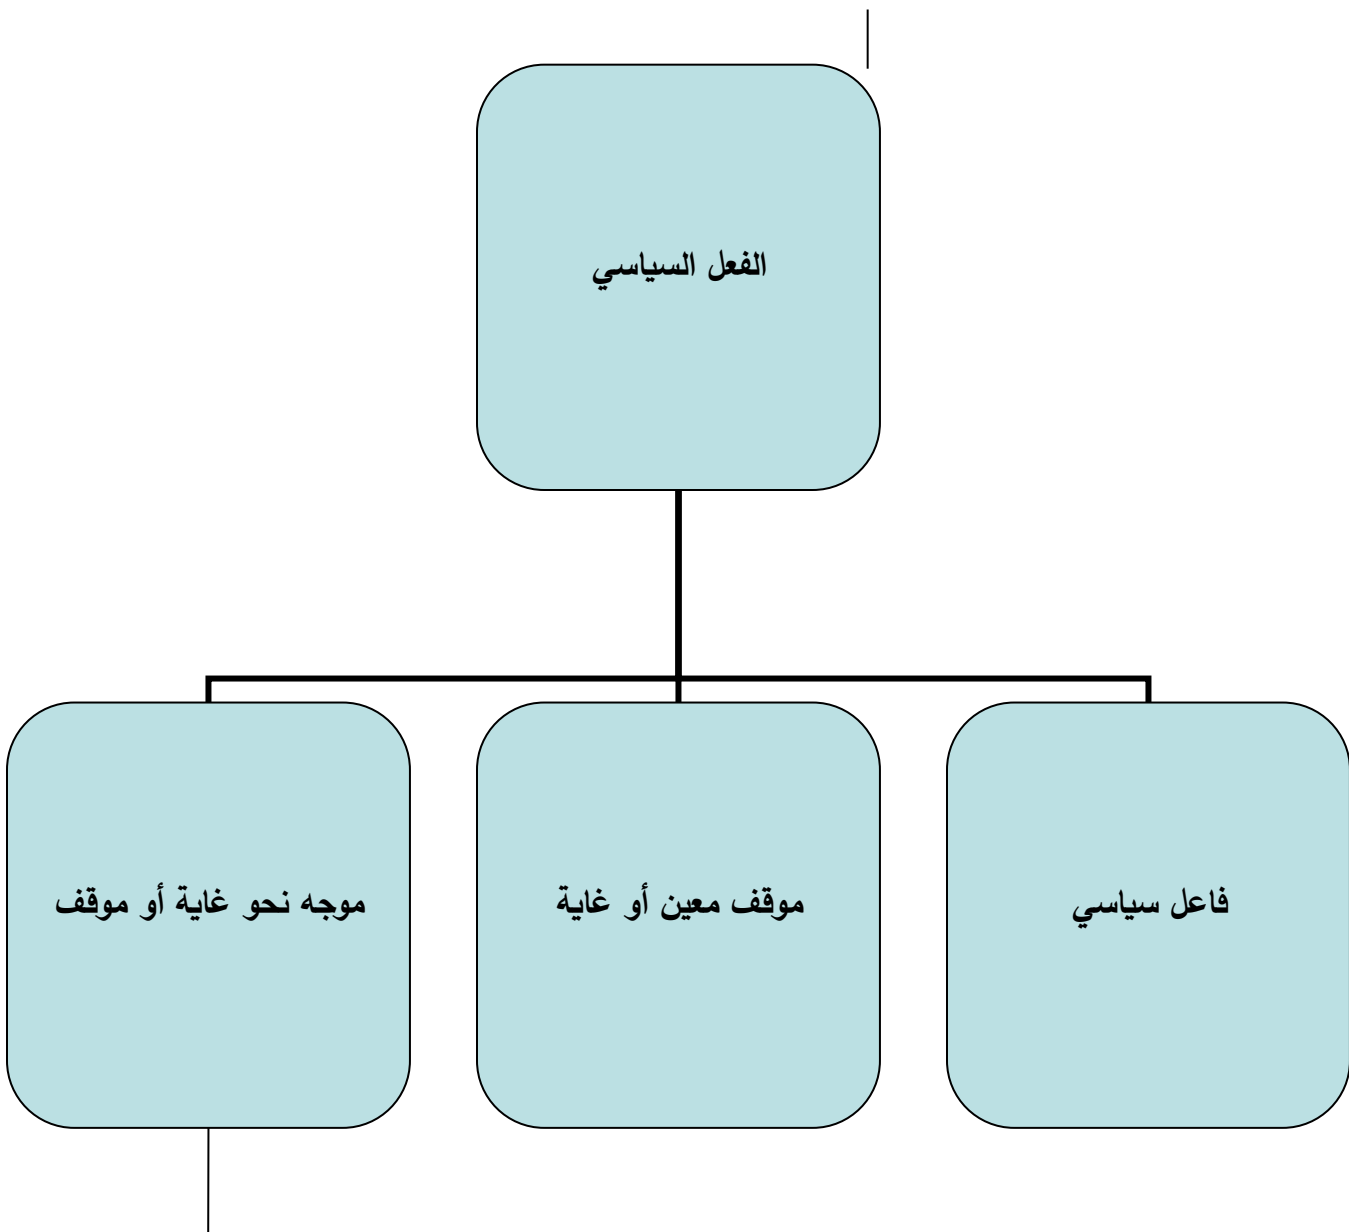 الفعل السياسي
فاعل سياسي
موقف معين أو غاية
موجه نحو غاية أو موقف